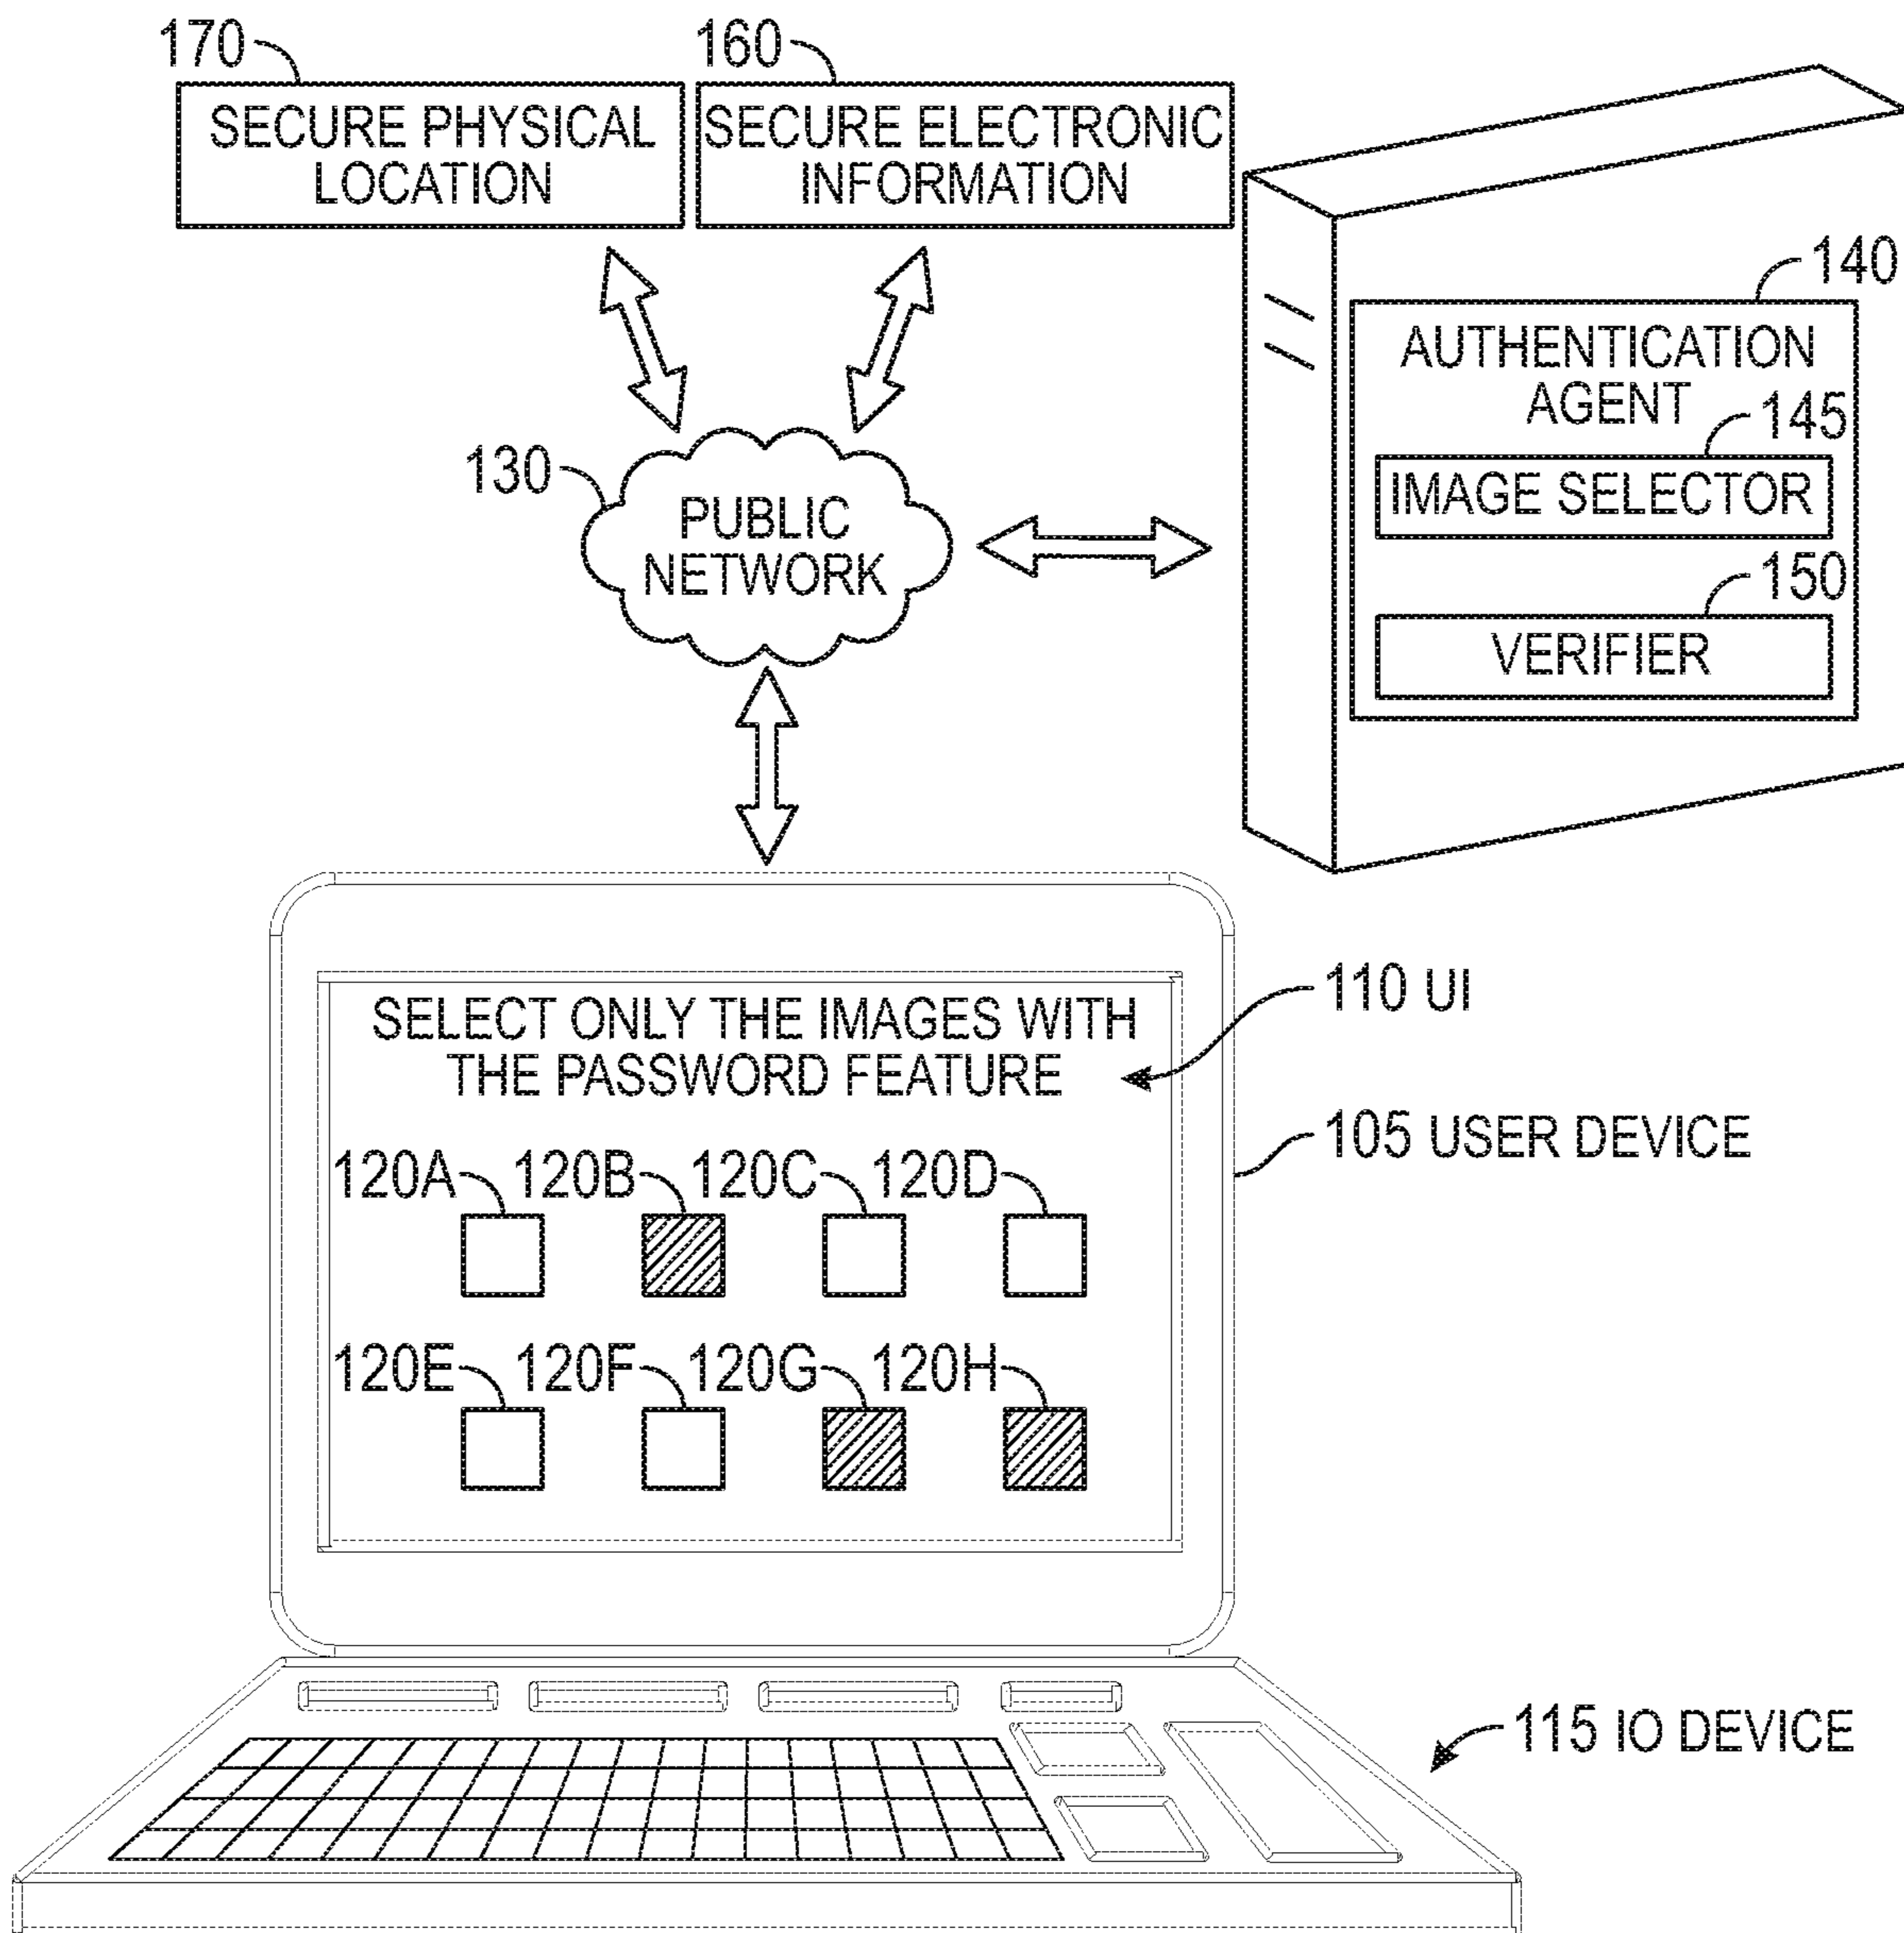 170
160
SECURE PHYSICAL
LOCATION
SECURE ELECTRONIC
INFORMATION
140
AUTHENTICATION
AGENT
145
IMAGE SELECTOR
150
VERIFIER
130
PUBLIC
NETWORK
110 UI
SELECT ONLY THE IMAGES WITH
THE PASSWORD FEATURE
105 USER DEVICE
120A 120B 120C 120D
120E 120F 120G 120H
115 IO DEVICE